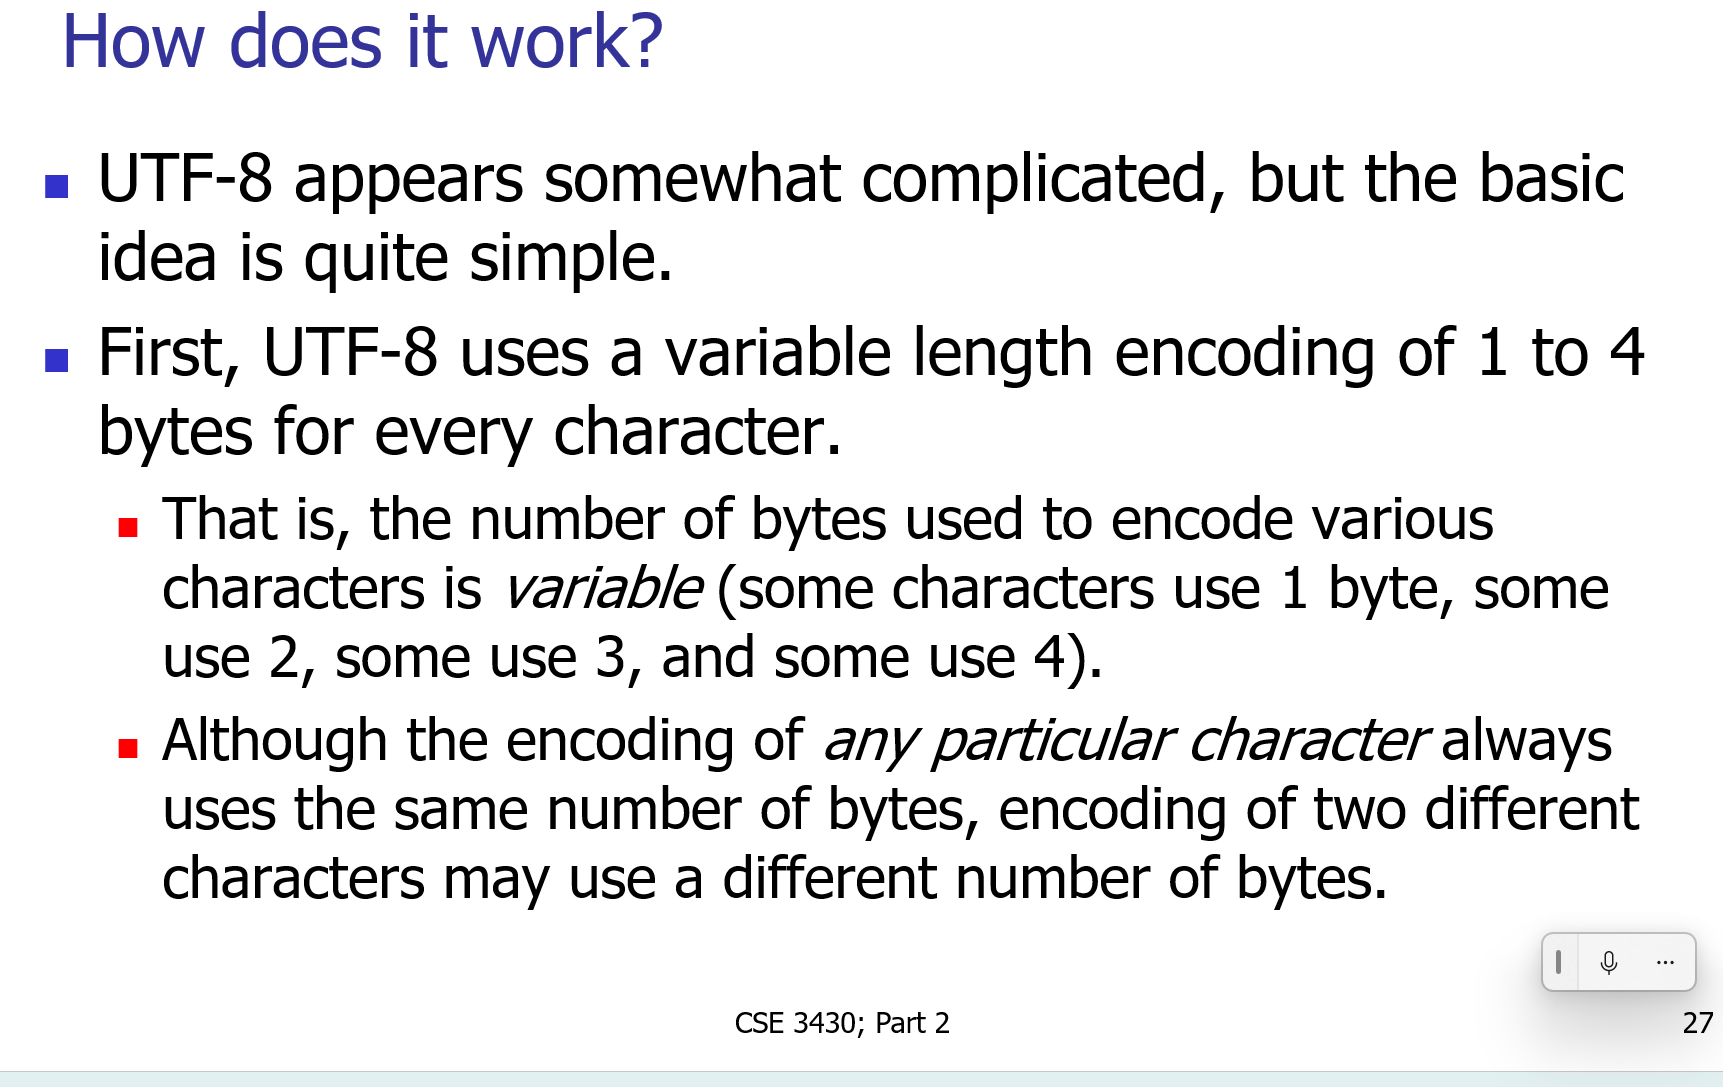 How does it work?
UTF-8 appears somewhat complicated, but the basic
idea is quite simple.
First, UTF-8 uses a variable length encoding of 1 to 4
bytes for every character.
That is, the number of bytes used to encode various
characters is variable (some characters use 1 byte, some
use 2, some use 3, and some use 4).
Although the encoding of any particular character always
uses the same number of bytes, encoding of two different
characters may use a different number of bytes.
CSE 3430; Part 2
27